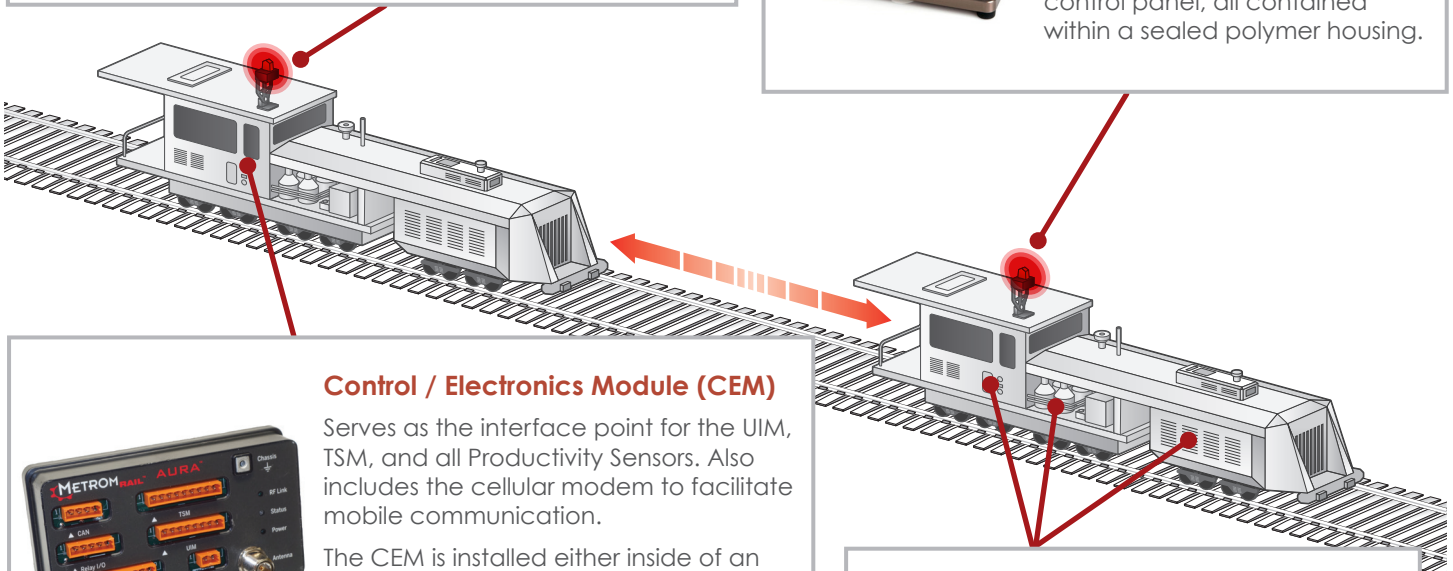 control panel, all contained
within a sealed polymer housing.
Control / Electronics Module (CEM)
Serves as the interface point for the UIM,
TSM, and all Productivity Sensors. Also
includes the cellular modem to facilitate
mobile communication.
The CEM is installed either inside of an
METROM RAIL AURA
Chassis
RF Link
TSM
Status
▲ CAN
Power
UIM
▲ Relay I/O
Antenna